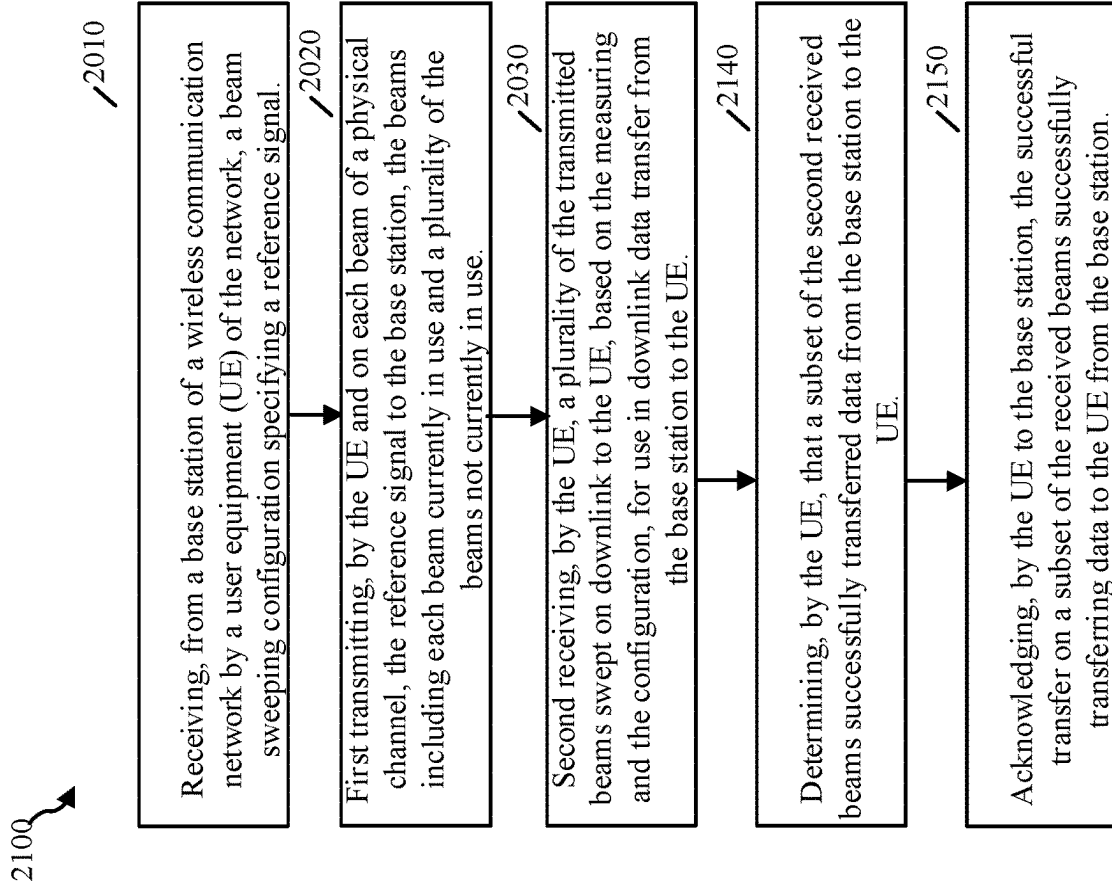 2100
2010
Receiving, from a base station of a wireless communication
network by a user equipment (UE) of the network, a beam
sweeping configuration specifying a reference signal.
2020
First transmitting, by the UE and on each beam of a physical
channel, the reference signal to the base station, the beams
including each beam currently in use and a plurality of the
beams not currently in use.
2030
Second receiving, by the UE, a plurality of the transmitted
beams swept on downlink to the UE, based on the measuring
and the configuration, for use in downlink data transfer from
the base station to the UE.
2140
Determining, by the UE, that a subset of the second received
beams successfully transferred data from the base station to the
UE.
2150
Acknowledging, by the UE to the base station, the successful
transfer on a subset of the received beams successfully
transferring data to the UE from the base station.